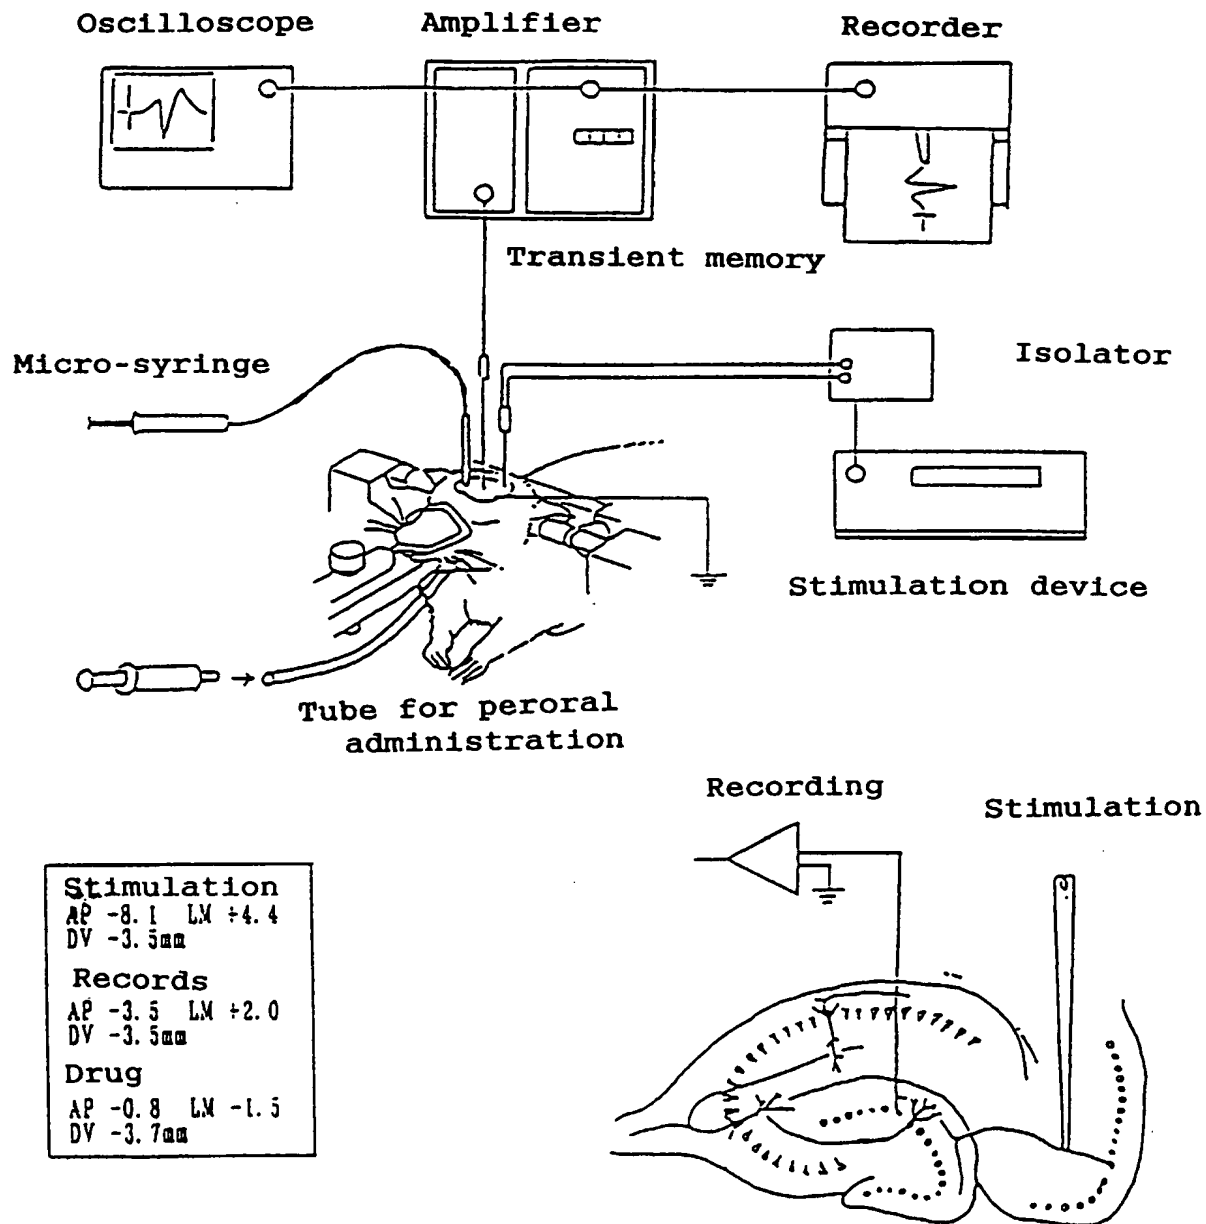 Oscilloscope
Amplifier
Recorder
Transient memory
Micro-syringe
Isolator
Stimulation device
Tube for peroral
administration
Recording
Stimulation
Stimulation
AP -8.1 LM +4.4
DV -3.5mm
Records
AP -3.5 LM +2.0
DV -3.5mm
Drug
AP -0.8 LM -1.5
DV -3.7mm